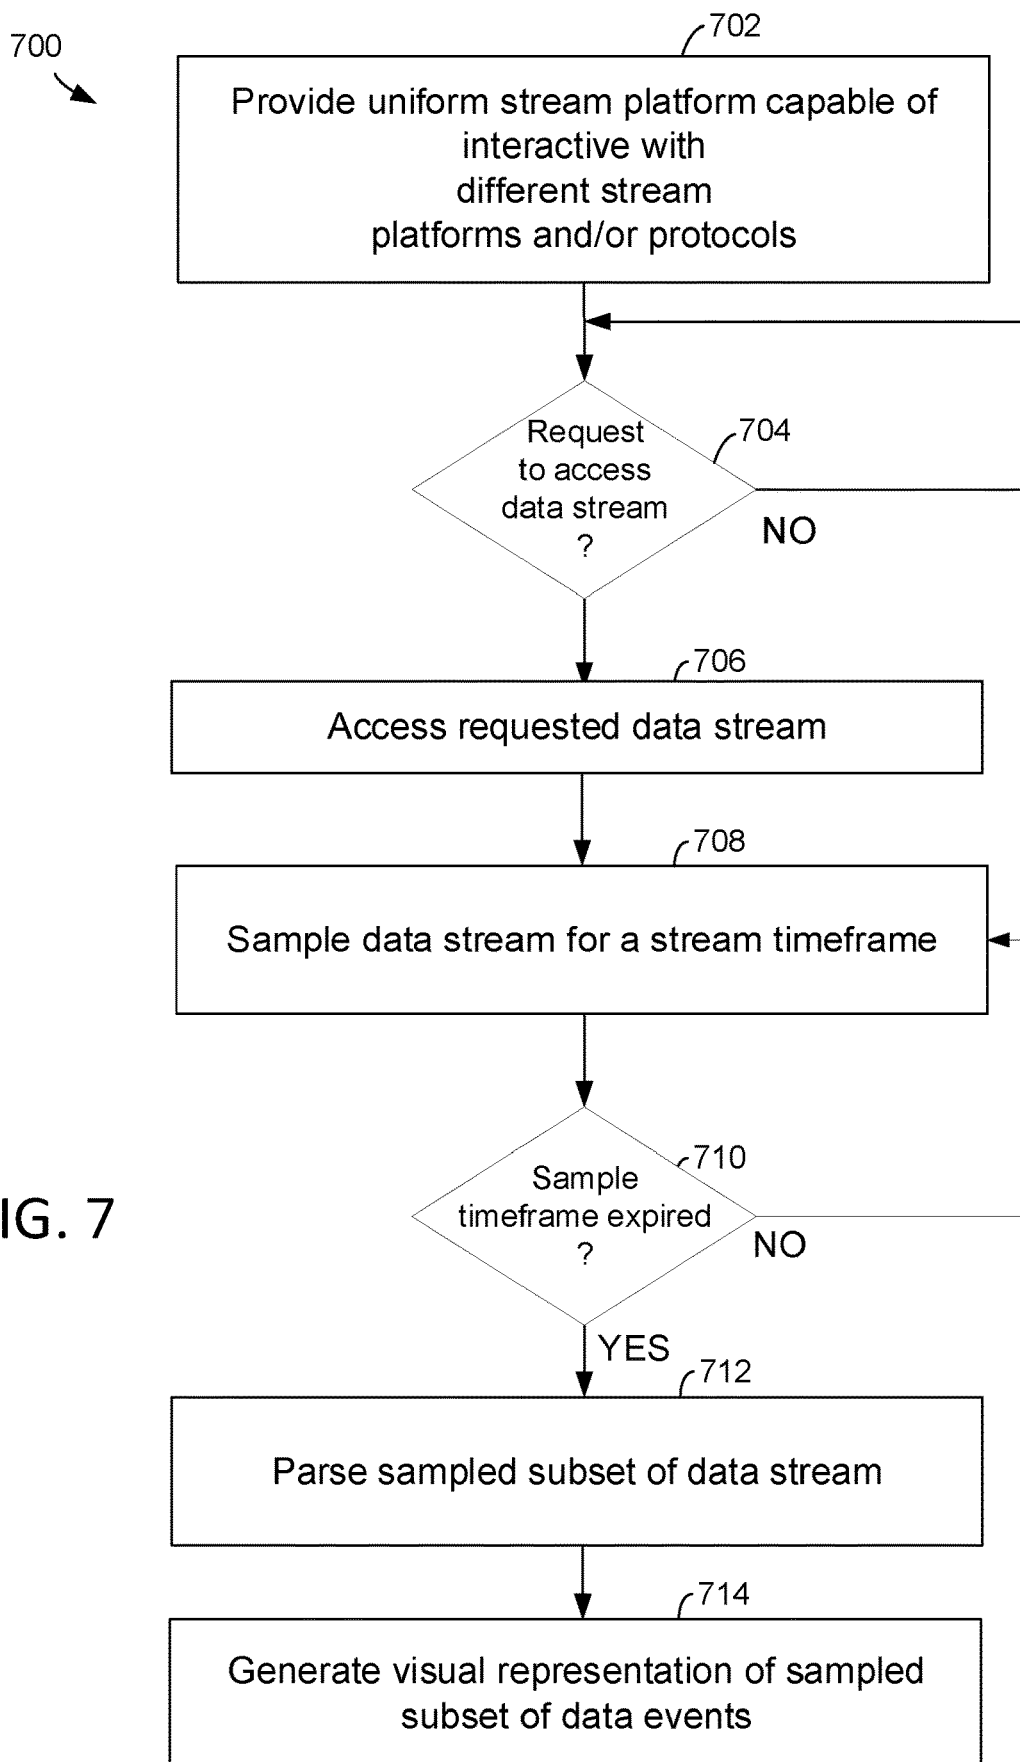 700
702
Provide uniform stream platform capable of
interactive with
different stream
platforms and/or protocols
704
Request
to access
data stream
?
NO
706
Access requested data stream
708
Sample data stream for a stream timeframe
710
Sample
timeframe expired
?
NO
IG. 7
YES
712
Parse sampled subset of data stream
714
Generate visual representation of sampled
subset of data events